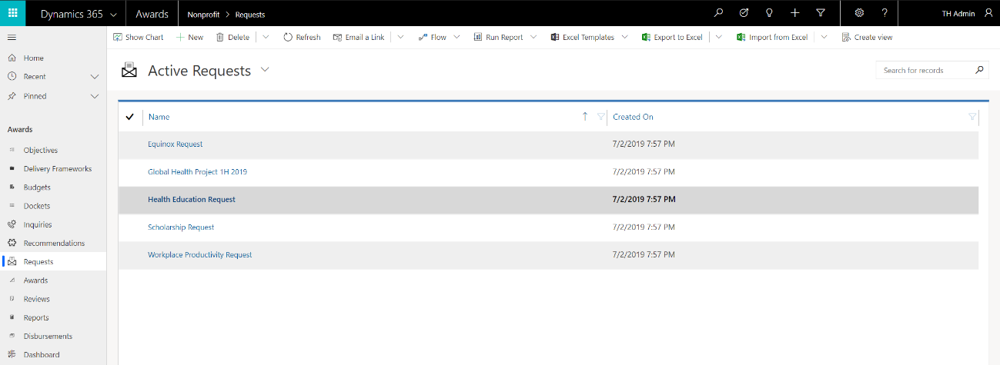 Dynamics 365 Awards Nonprofit > Requests TH Admin
Show Chart New Delete Refresh Email a Link Flow Run Report Excel Templates Export to Excel Import from Excel Create view
Home
Recent
Pinned
Awards
Objectives
Delivery Frameworks
Budgets
Dockets
Inquiries
Recommendations
Requests
Awards
Reviews
Reports
Disbursements
Dashboard
Active Requests
Search for records
Name Created On
Equinox Request 7/2/2019 7:57 PM
Global Health Project 1H 2019 7/2/2019 7:57 PM
Health Education Request 7/2/2019 7:57 PM
Scholarship Request 7/2/2019 7:57 PM
Workplace Productivity Request 7/2/2019 7:57 PM